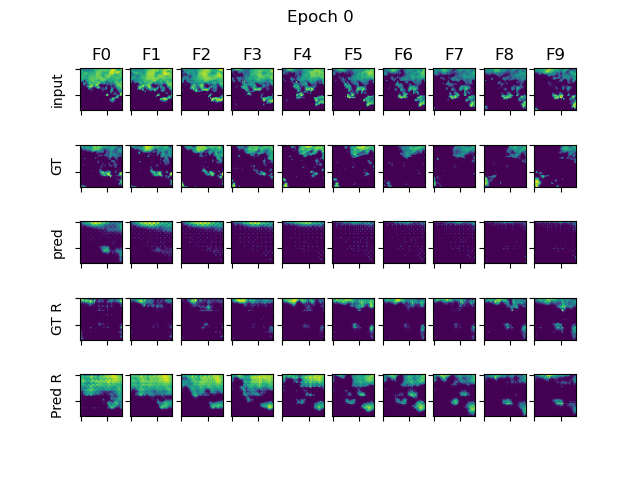 Epoch 0
F0 F1 F2 F3 F4 F5 F6 F7 F8 F9
input
GT
pred
GT R
Pred R